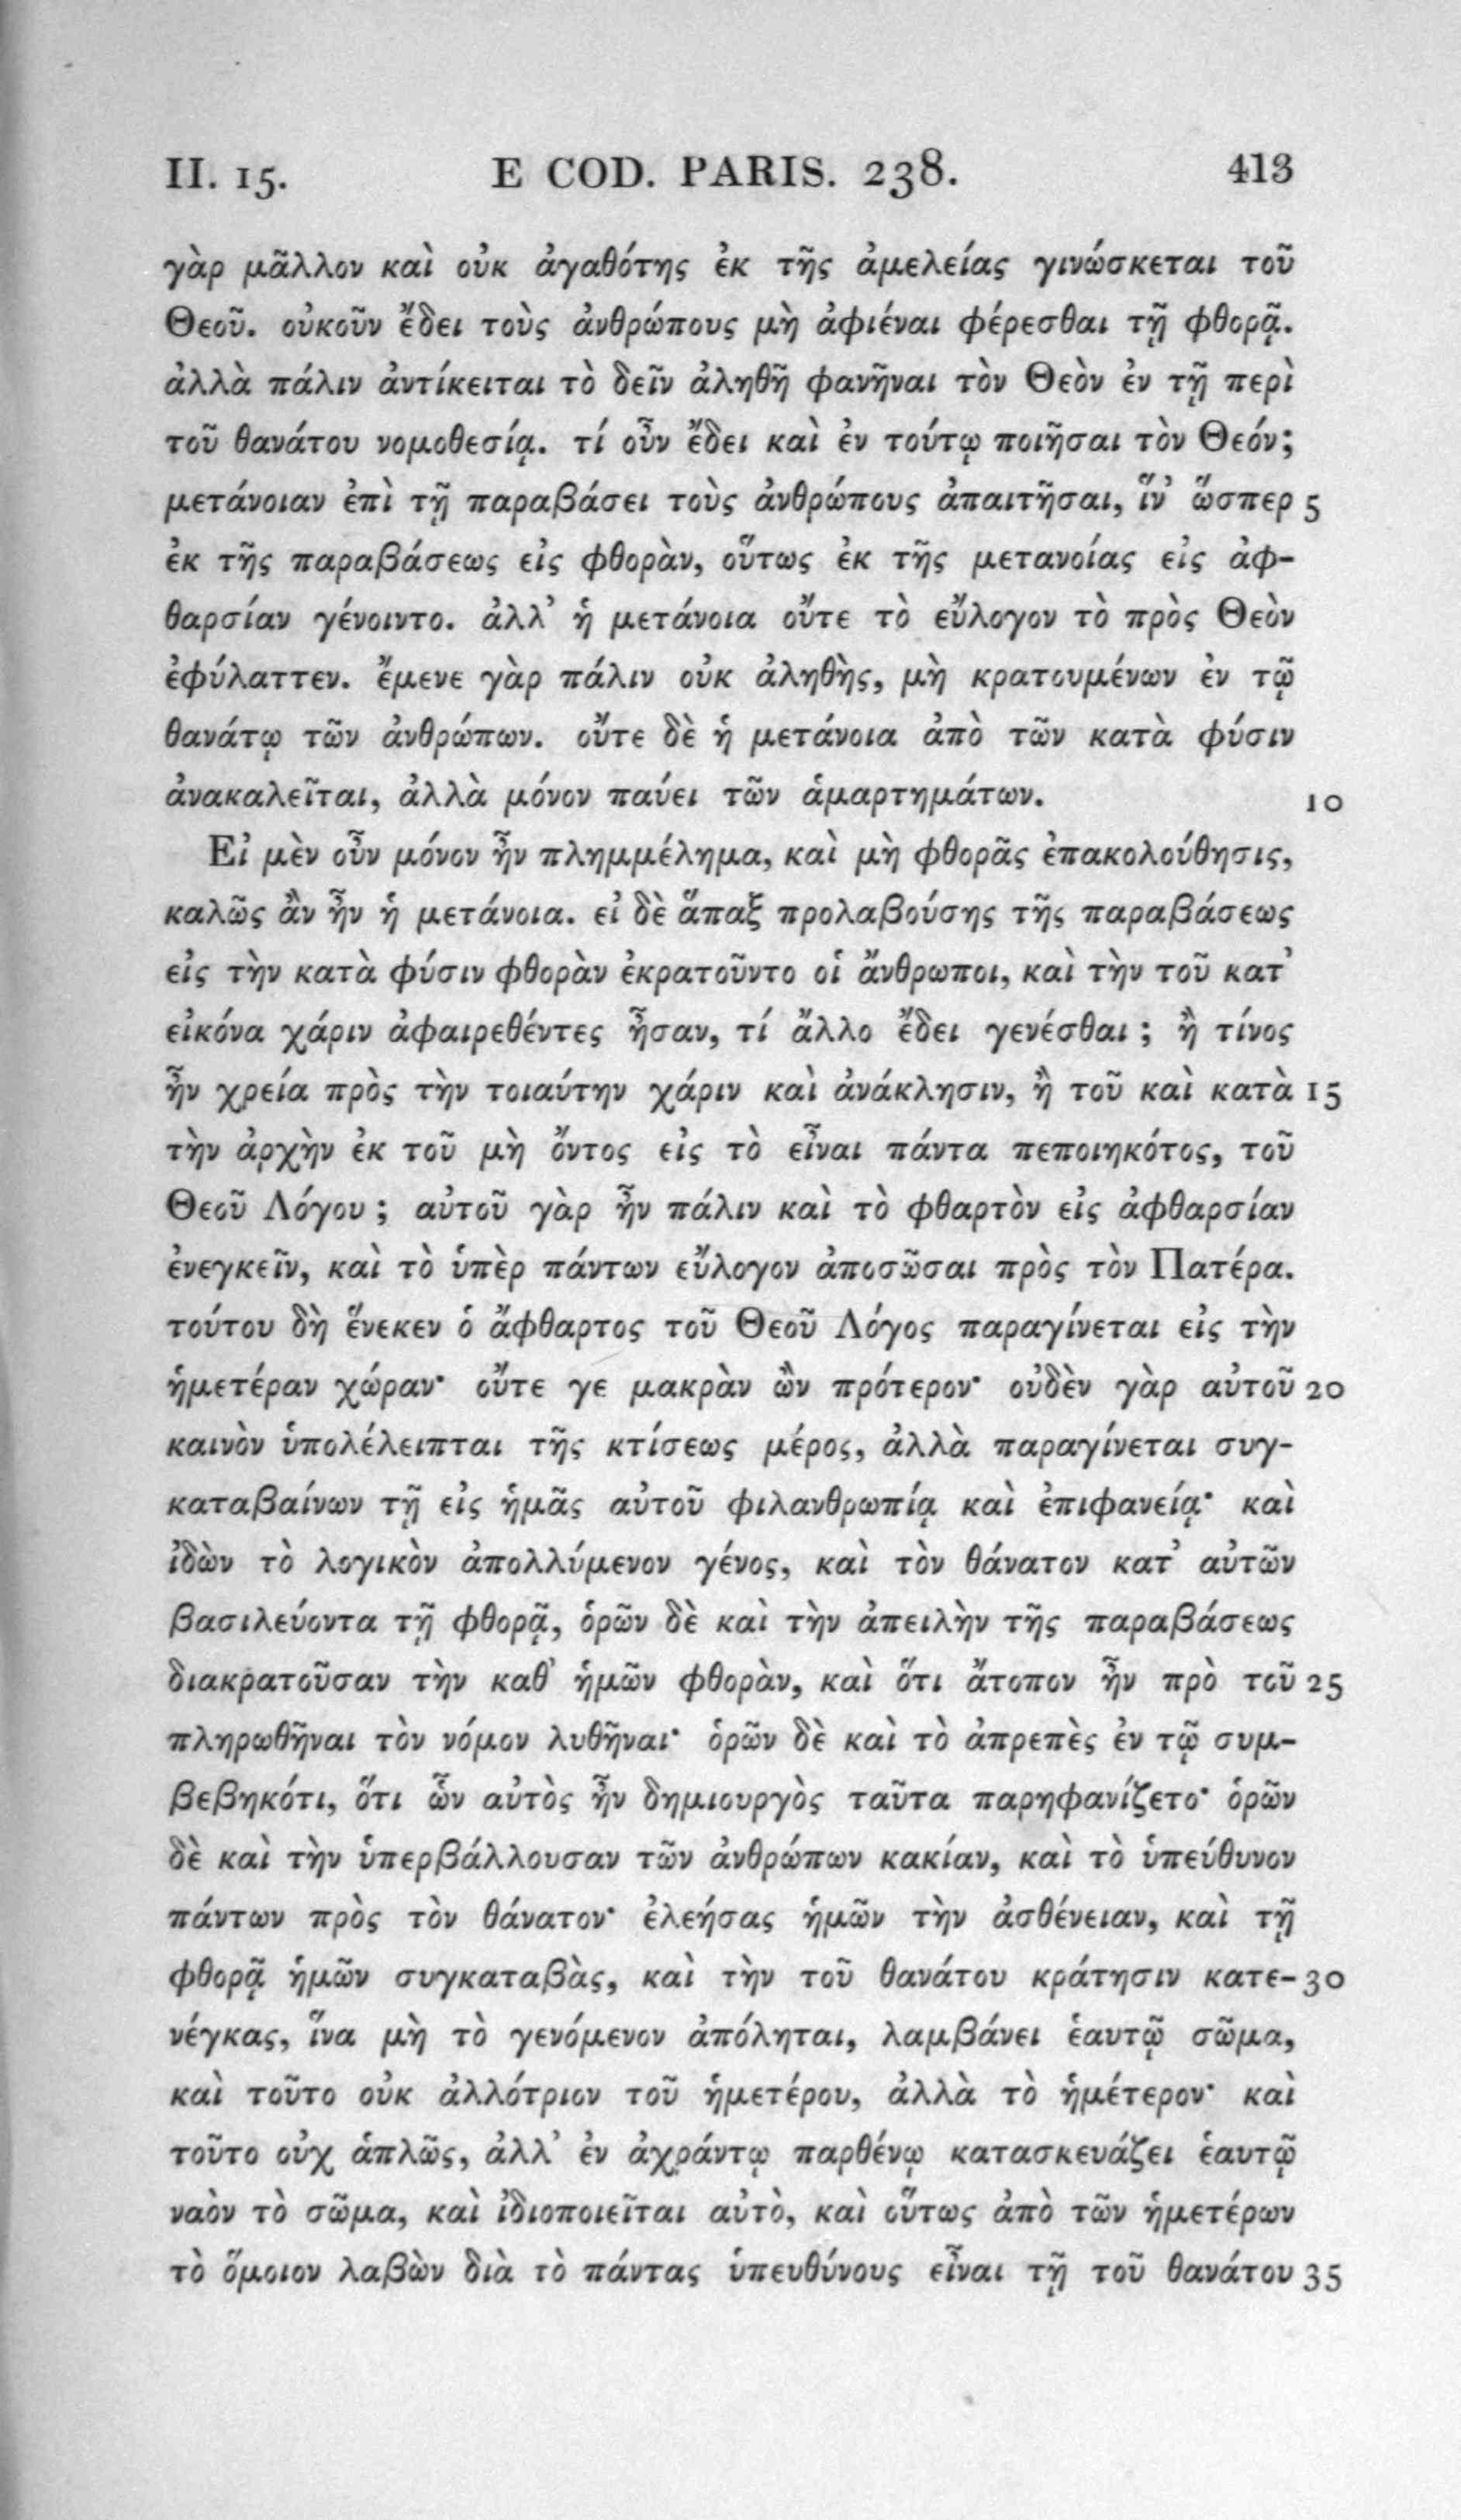 II. 15. E COD. PARIS. 238. 413
γὰρ μᾶλλον καὶ οὐκ ἀγαθότης ἐκ τῆς ἀμελείας γινώσκεται τοῦ
Θεοῦ. οὐκοῦν ἔδει τοὺς ἀνθρώπους μὴ ἀφιέναι φέρεσθαι τῇ φθορᾷ.
ἀλλὰ πάλιν ἀντίκειται τὸ δεῖν ἀληθῆ φανῆναι τὸν Θεὸν ἐν τῇ περὶ
τοῦ θανάτου νομοθεσίᾳ. τί οὖν ἔδει καὶ ἐν τούτῳ ποιῆσαι τὸν Θεόν;
μετάνοιαν ἐπὶ τῇ παραβάσει τοὺς ἀνθρώπους ἀπαιτῆσαι, ἵν’ ὥσπερ 5
ἐκ τῆς παραβάσεως εἰς φθορὰν, οὕτως ἐκ τῆς μετανοίας εἰς ἀφ-
θαρσίαν γένοιντο. ἀλλ’ ἡ μετάνοια οὔτε τὸ εὔλογον τὸ πρὸς Θεὸν
ἐφύλαττεν. ἔμενε γὰρ πάλιν οὐκ ἀληθὴς, μὴ κρατουμένων ἐν τῷ
θανάτῳ τῶν ἀνθρώπων. οὔτε δὲ ἡ μετάνοια ἀπὸ τῶν κατὰ φύσιν
ἀνακαλεῖται, ἀλλὰ μόνον παύει τῶν ἁμαρτημάτων. 10
Εἰ μὲν οὖν μόνον ἦν πλημμέλημα, καὶ μὴ φθορᾶς ἐπακολούθησις,
καλῶς ἂν ἦν ἡ μετάνοια. εἰ δὲ ἅπαξ προλαβούσης τῆς παραβάσεως
εἰς τὴν κατὰ φύσιν φθορὰν ἐκρατοῦντο οἱ ἄνθρωποι, καὶ τὴν τοῦ κατ’
εἰκόνα χάριν ἀφαιρεθέντες ἦσαν, τί ἄλλο ἔδει γενέσθαι; ἢ τίνος
ἦν χρεία πρὸς τὴν τοιαύτην χάριν καὶ ἀνάκλησιν, ἢ τοῦ καὶ κατὰ 15
τὴν ἀρχὴν ἐκ τοῦ μὴ ὄντος εἰς τὸ εἶναι πάντα πεποιηκότος, τοῦ
Θεοῦ Λόγου; αὐτοῦ γὰρ ἦν πάλιν καὶ τὸ φθαρτὸν εἰς ἀφθαρσίαν
ἐνεγκεῖν, καὶ τὸ ὑπὲρ πάντων εὔλογον ἀποσῶσαι πρὸς τὸν Πατέρα.
τούτου δὴ ἕνεκεν ὁ ἄφθαρτος τοῦ Θεοῦ Λόγος παραγίνεται εἰς τὴν
ἡμετέραν χώραν· οὔτε γε μακρὰν ὢν πρότερον· οὐδὲν γὰρ αὐτοῦ 20
καινὸν ὑπολέλειπται τῆς κτίσεως μέρος, ἀλλὰ παραγίνεται συγ-
καταβαίνων τῇ εἰς ἡμᾶς αὐτοῦ φιλανθρωπίᾳ καὶ ἐπιφανείᾳ· καὶ
ἰδὼν τὸ λογικὸν ἀπολλύμενον γένος, καὶ τὸν θάνατον κατ’ αὐτῶν
βασιλεύοντα τῇ φθορᾷ, ὁρῶν δὲ καὶ τὴν ἀπειλὴν τῆς παραβάσεως
διακρατοῦσαν τὴν καθ’ ἡμῶν φθορὰν, καὶ ὅτι ἄτοπον ἦν πρὸ τοῦ 25
πληρωθῆναι τὸν νόμον λυθῆναι· ὁρῶν δὲ καὶ τὸ ἀπρεπὲς ἐν τῷ συμ-
βεβηκότι, ὅτι ὧν αὐτὸς ἦν δημιουργὸς ταῦτα παρηφανίζετο· ὁρῶν
δὲ καὶ τὴν ὑπερβάλλουσαν τῶν ἀνθρώπων κακίαν, καὶ τὸ ὑπεύθυνον
πάντων πρὸς τὸν θάνατον· ἐλεήσας ἡμῶν τὴν ἀσθένειαν, καὶ τῇ
φθορᾷ ἡμῶν συγκαταβὰς, καὶ τὴν τοῦ θανάτου κράτησιν κατε- 30
νέγκας, ἵνα μὴ τὸ γενόμενον ἀπόληται, λαμβάνει ἑαυτῷ σῶμα,
καὶ τοῦτο οὐκ ἀλλότριον τοῦ ἡμετέρου, ἀλλὰ τὸ ἡμέτερον· καὶ
τοῦτο οὐχ ἁπλῶς, ἀλλ’ ἐν ἀχράντῳ παρθένῳ κατασκευάζει ἑαυτῷ
ναὸν τὸ σῶμα, καὶ ἰδιοποιεῖται αὐτὸ, καὶ οὕτως ἀπὸ τῶν ἡμετέρων
τὸ ὅμοιον λαβὼν διὰ τὸ πάντας ὑπευθύνους εἶναι τῇ τοῦ θανάτου 35